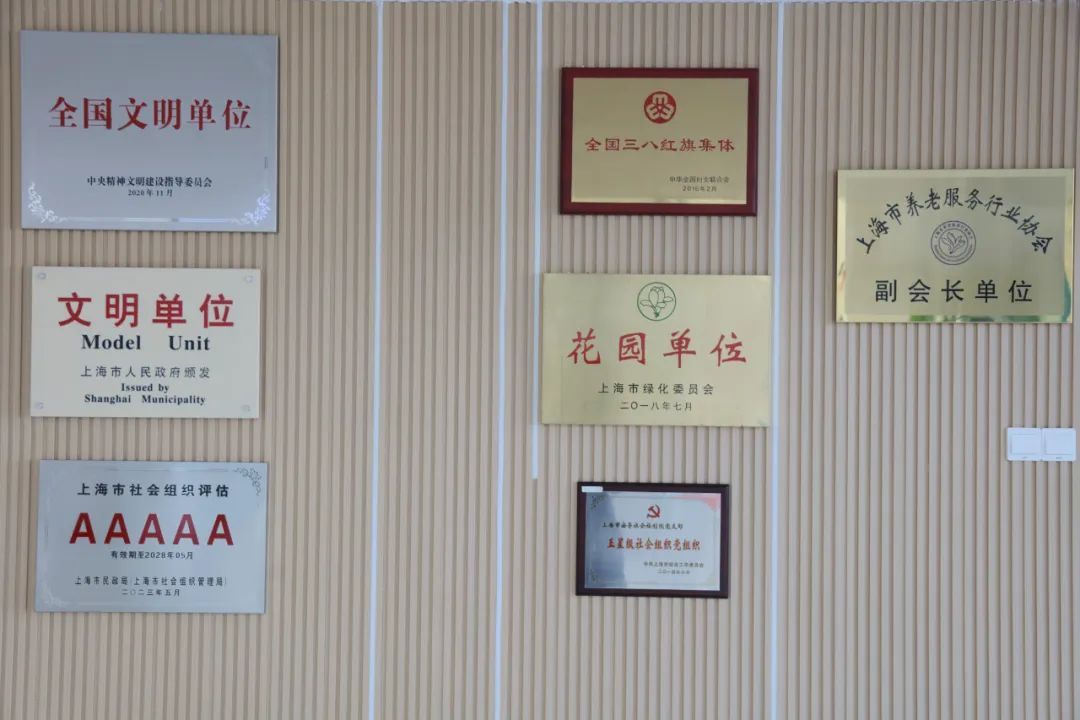 全国文明单位
中央精神文明建设指导委员会
2020年11月
文明单位
Model Unit
上海市人民政府颁发
Issued by
Shanghai Municipality
上海市社会组织评估
AAAAA
有效期至2028年05月
上海市民政局(上海市社会组织管理局)
二〇二三年五月
全国三八红旗集体
中华全国妇女联合会
2016年2月
花园单位
上海市绿化委员会
二〇一八年七月
五星级社会组织党组织
上海市养老服务行业协会
副会长单位